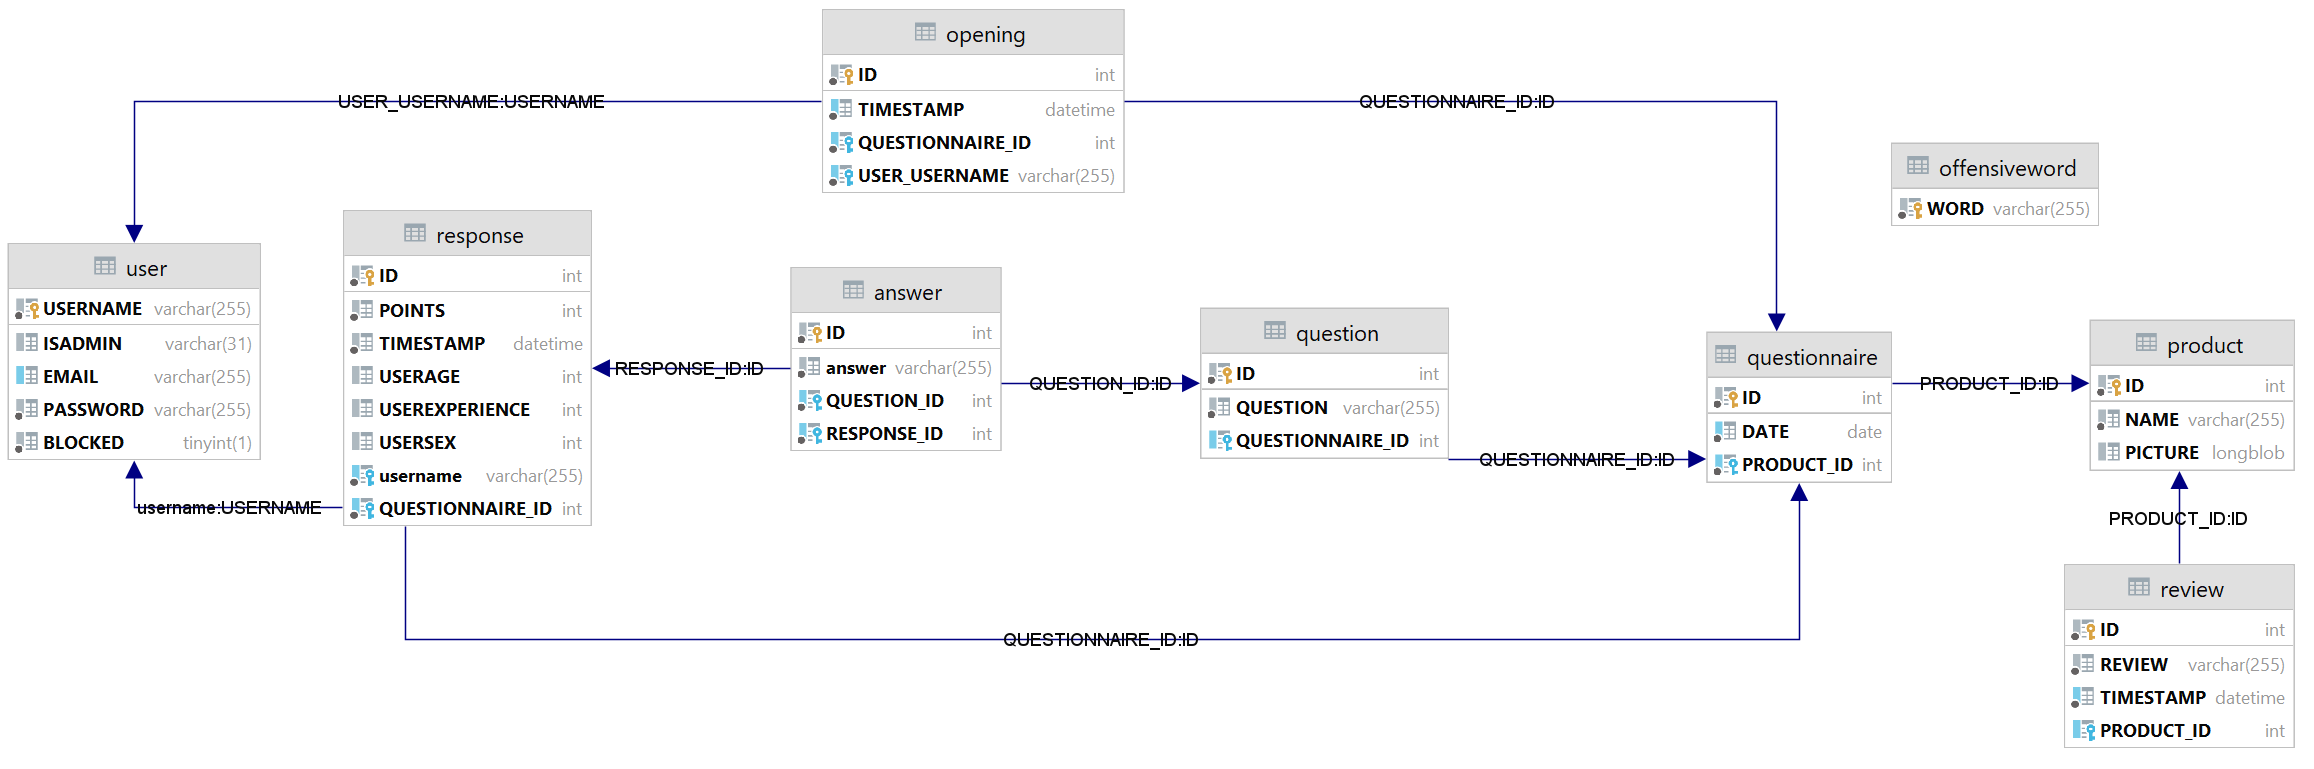 opening
ID int
TIMESTAMP datetime
QUESTIONNAIRE_ID int
USER_USERNAME varchar(255)
USER_USERNAME:USERNAME
QUESTIONNAIRE_ID:ID
offensiveword
WORD varchar(255)
user
USERNAME varchar(255)
ISADMIN varchar(31)
EMAIL varchar(255)
PASSWORD varchar(255)
BLOCKED tinyint(1)
username:USERNAME
response
ID int
POINTS int
TIMESTAMP datetime
USERAGE int
USEREXPERIENCE int
USERSEX int
username varchar(255)
QUESTIONNAIRE_ID int
RESPONSE_ID:ID
answer
ID int
answer varchar(255)
QUESTION_ID int
RESPONSE_ID int
QUESTION_ID:ID
question
ID int
QUESTION varchar(255)
QUESTIONNAIRE_ID int
QUESTIONNAIRE_ID:ID
questionnaire
ID int
DATE date
PRODUCT_ID int
PRODUCT_ID:ID
product
ID int
NAME varchar(255)
PICTURE longblob
PRODUCT_ID:ID
review
ID int
REVIEW varchar(255)
TIMESTAMP datetime
PRODUCT_ID int
QUESTIONNAIRE_ID:ID